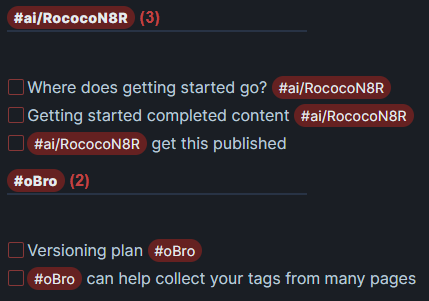 #ai/RococoN8R (3)
Where does getting started go? #ai/RococoN8R
Getting started completed content #ai/RococoN8R
#ai/RococoN8R get this published
#oBro (2)
Versioning plan #oBro
#oBro can help collect your tags from many pages